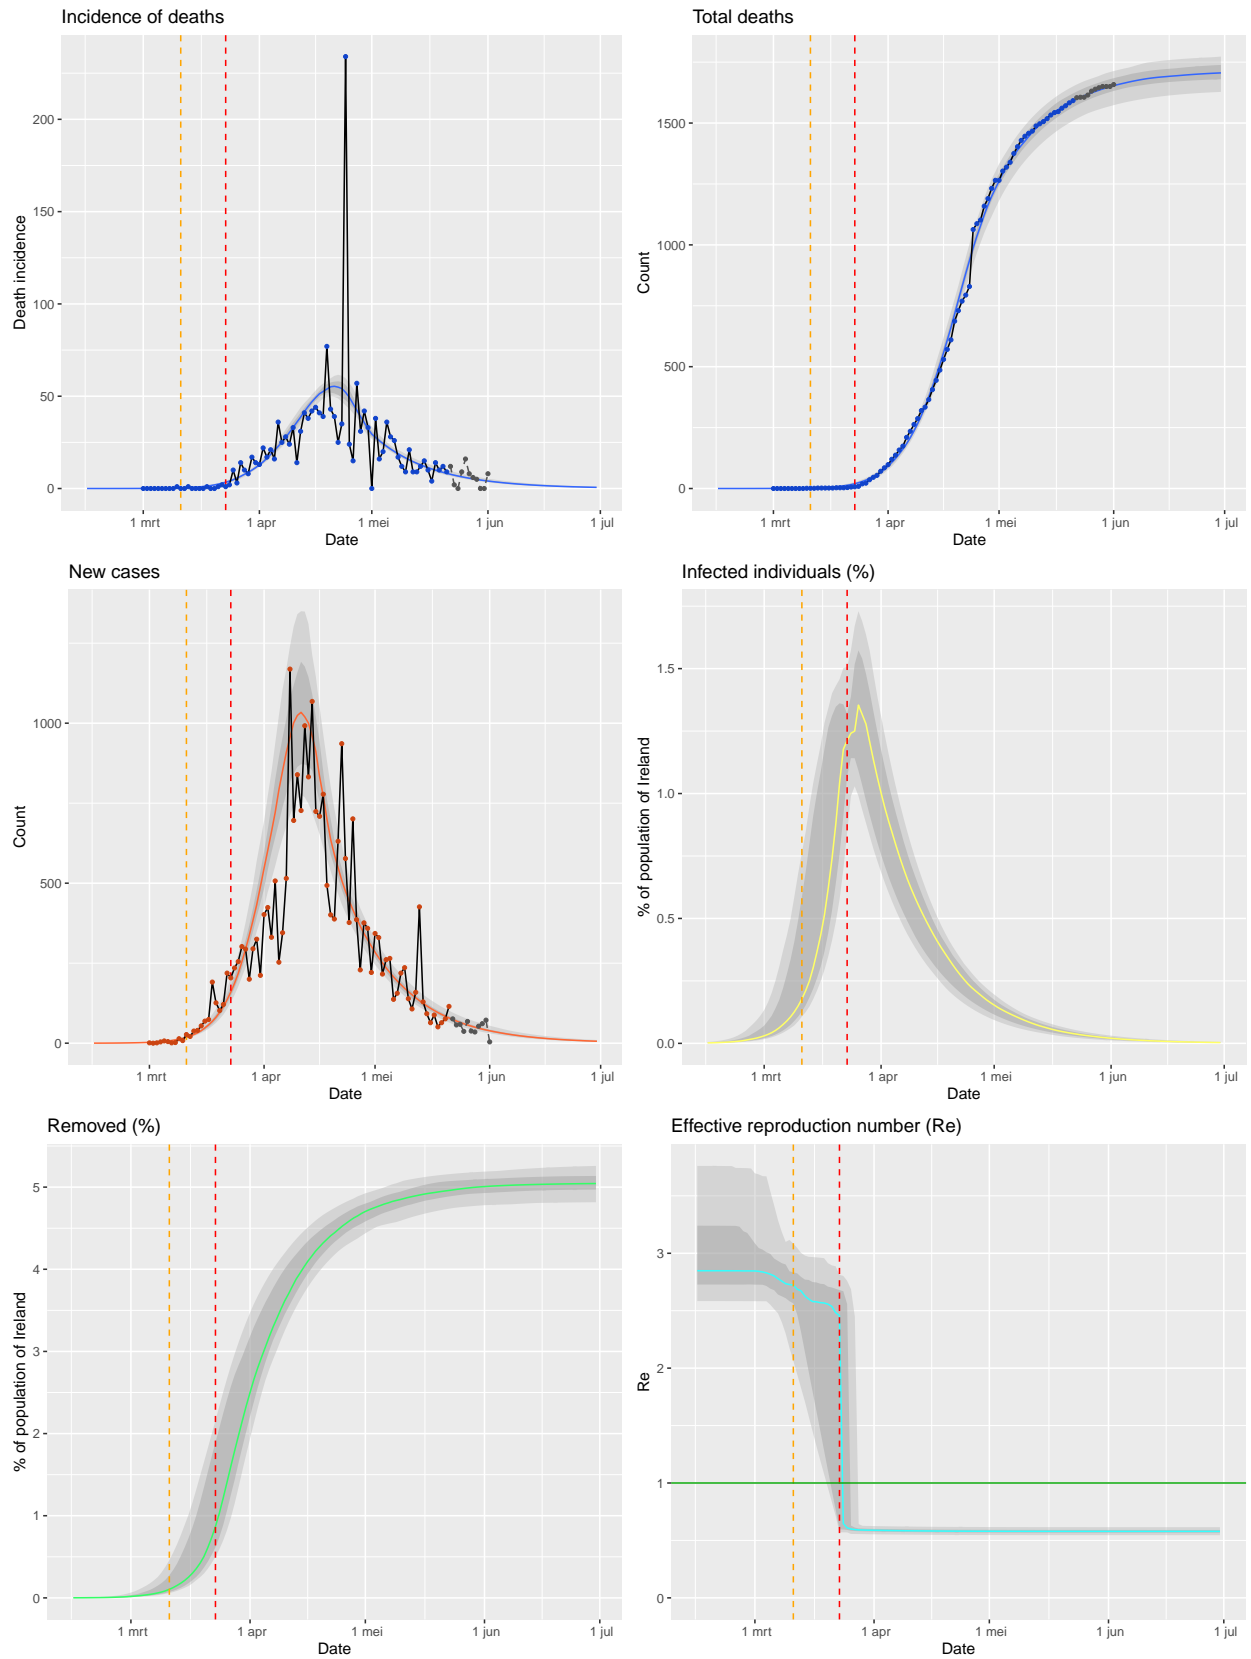 Incidence of deaths
Death incidence
200
150
100
50
0
1 mrt 1 apr 1 mei 1 jun 1 jul
Date
Total deaths
Count
1500
1000
500
0
1 mrt 1 apr 1 mei 1 jun 1 jul
Date
New cases
Count
1000
500
0
1 mrt 1 apr 1 mei 1 jun 1 jul
Date
Infected individuals (%)
% of population of Ireland
1.5
1.0
0.5
0.0
1 mrt 1 apr 1 mei 1 jun 1 jul
Date
Removed (%)
% of population of Ireland
5
4
3
2
1
0
1 mrt 1 apr 1 mei 1 jun 1 jul
Date
Effective reproduction number (Re)
Re
3
2
1
0
1 mrt 1 apr 1 mei 1 jun 1 jul
Date